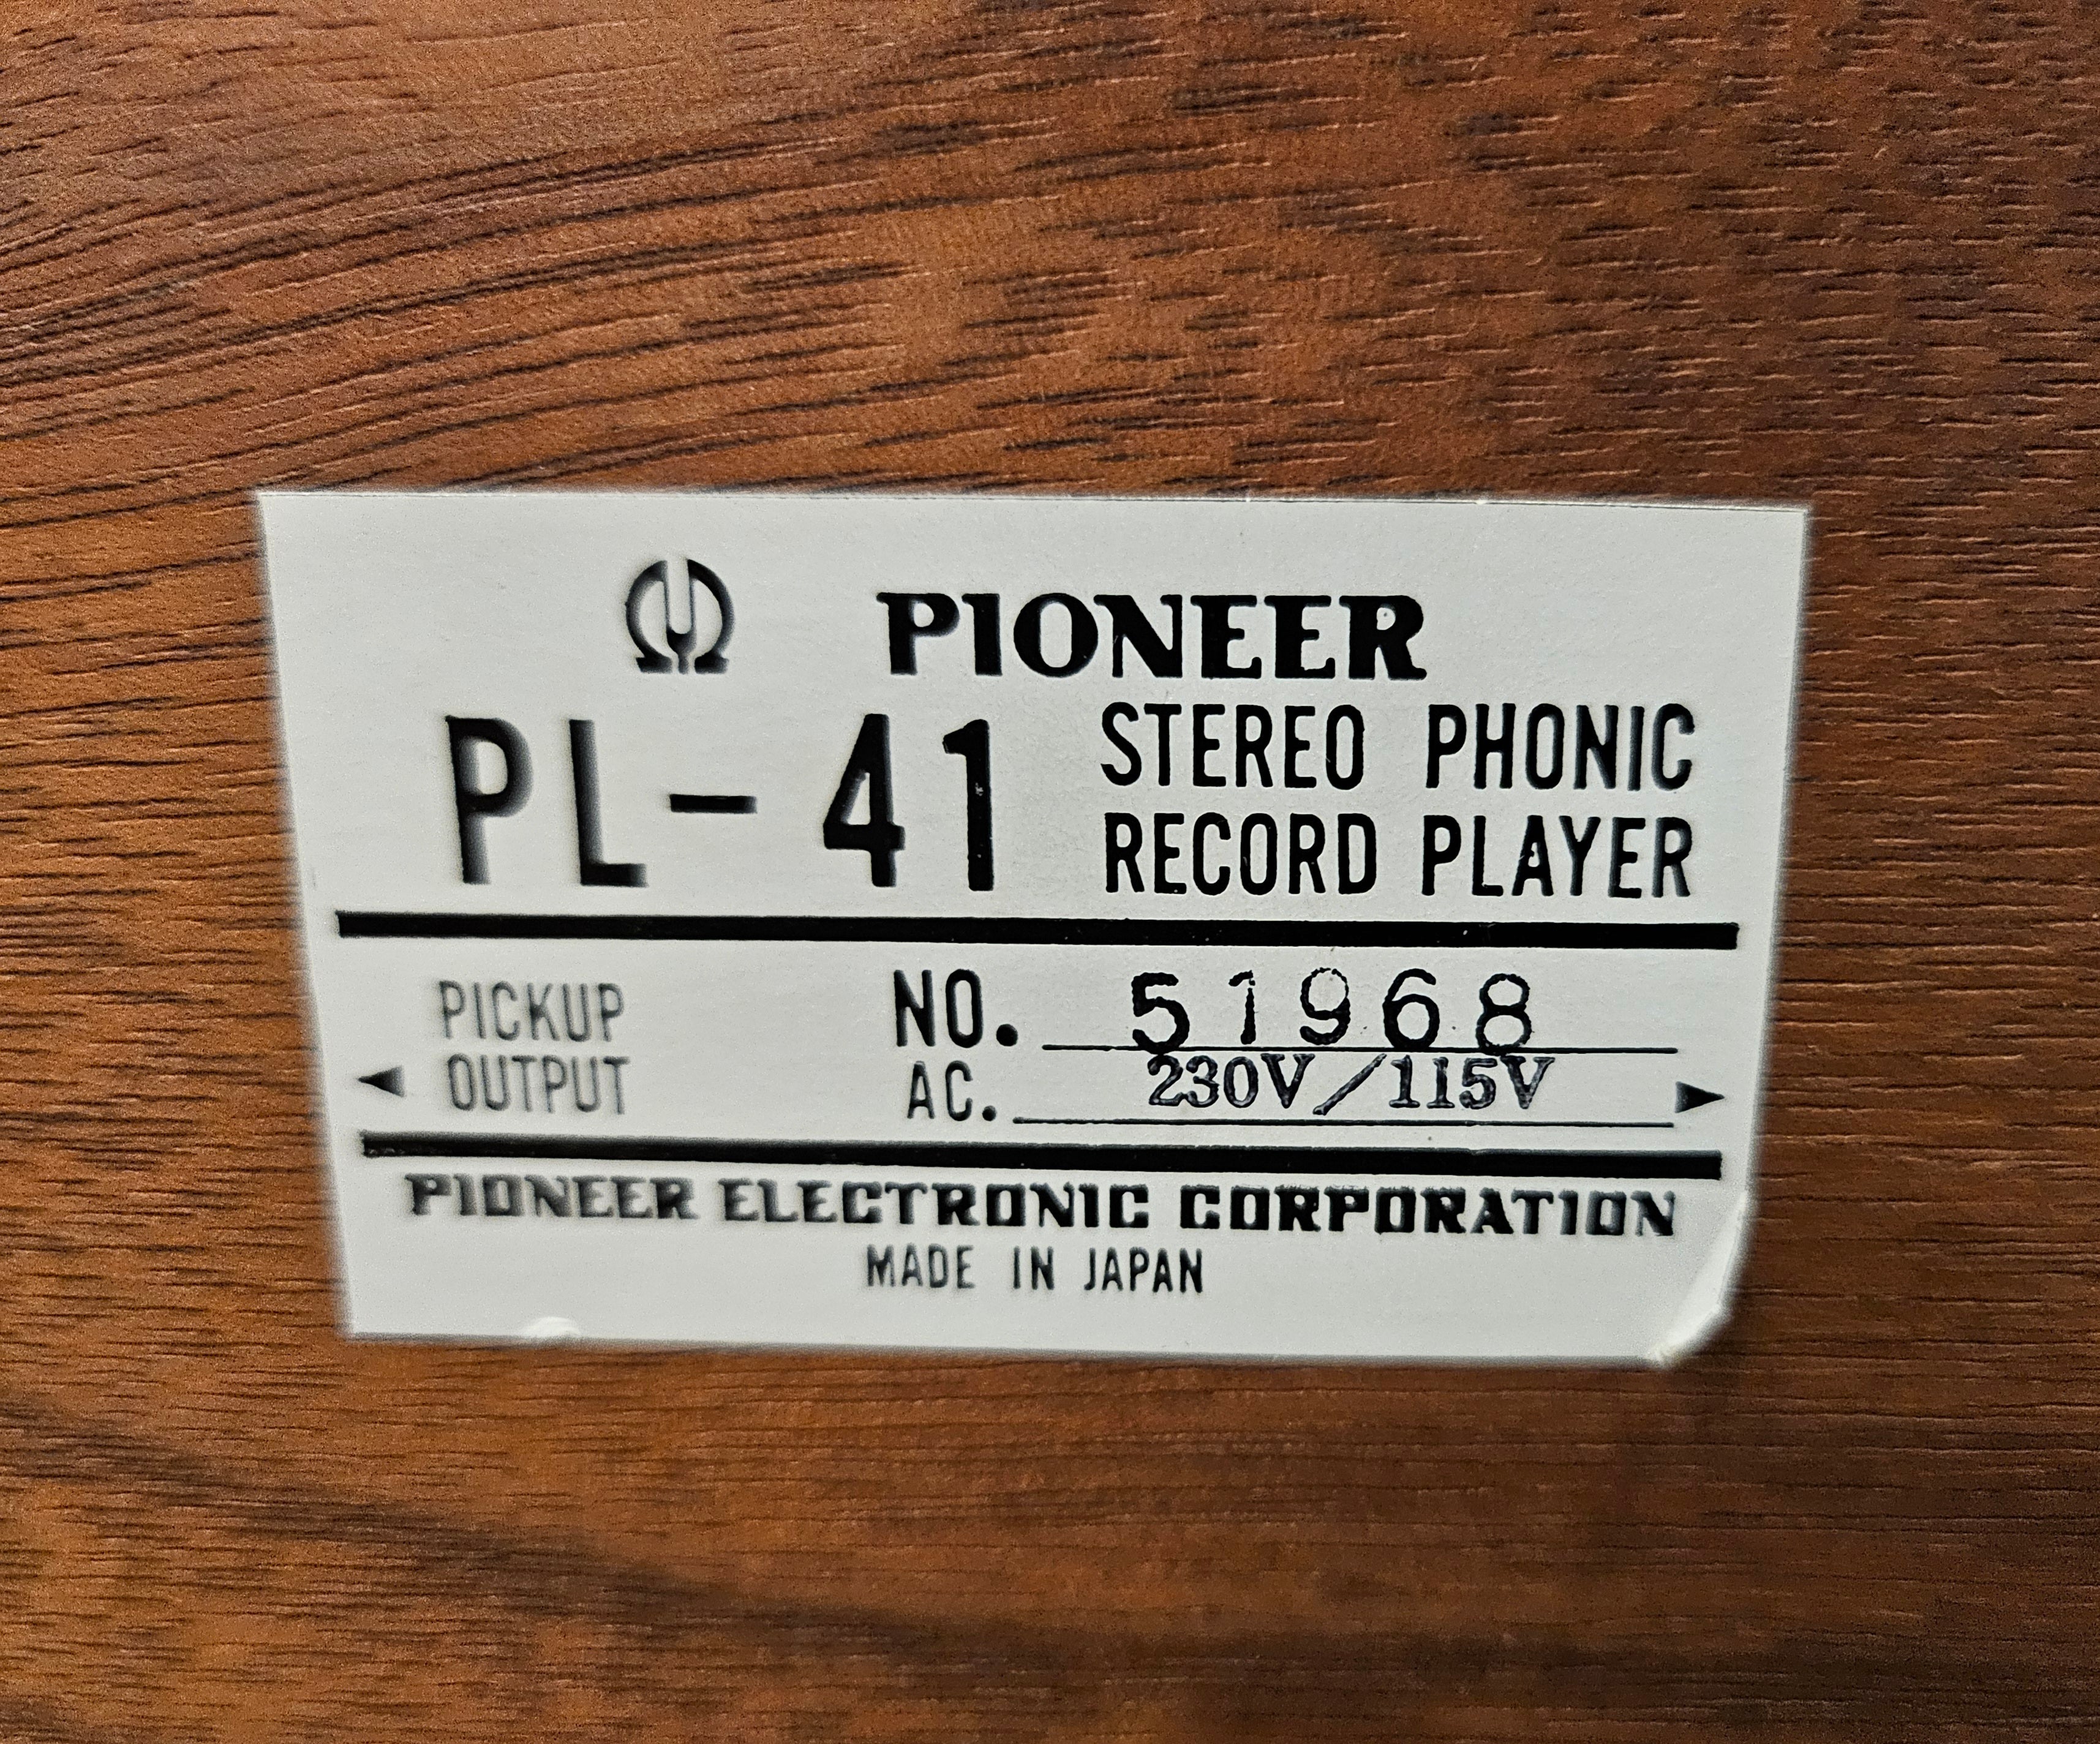 PIONEER
PL-41 STEREO PHONIC
RECORD PLAYER
PICKUP
OUTPUT
NO. 51968
AC. 230V/115V
PIONEER ELECTRONIC CORPORATION
MADE IN JAPAN